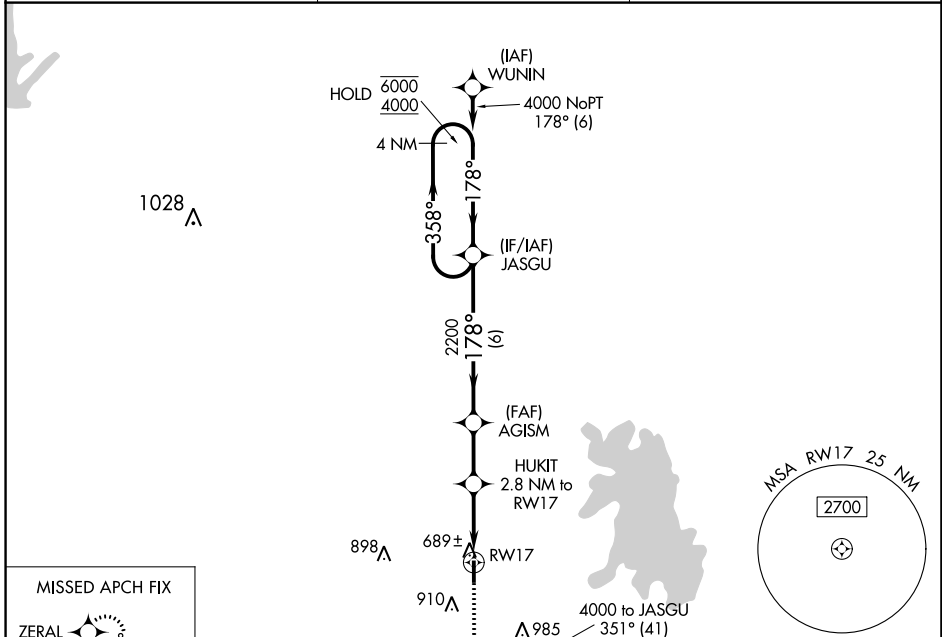 (IAF)
WUNIN
HOLD 6000
4000
4000 NoPT
178° (6)
4 NM
178°
358°
1028
(IF/IAF)
JASGU
2200
178°
(6)
(FAF)
AGISM
HUKIT
2.8 NM to
RW17
MSA RW17 25 NM
2700
898
689±
RW17
910
MISSED APCH FIX
ZERAL
985
4000 to JASGU
351° (41)